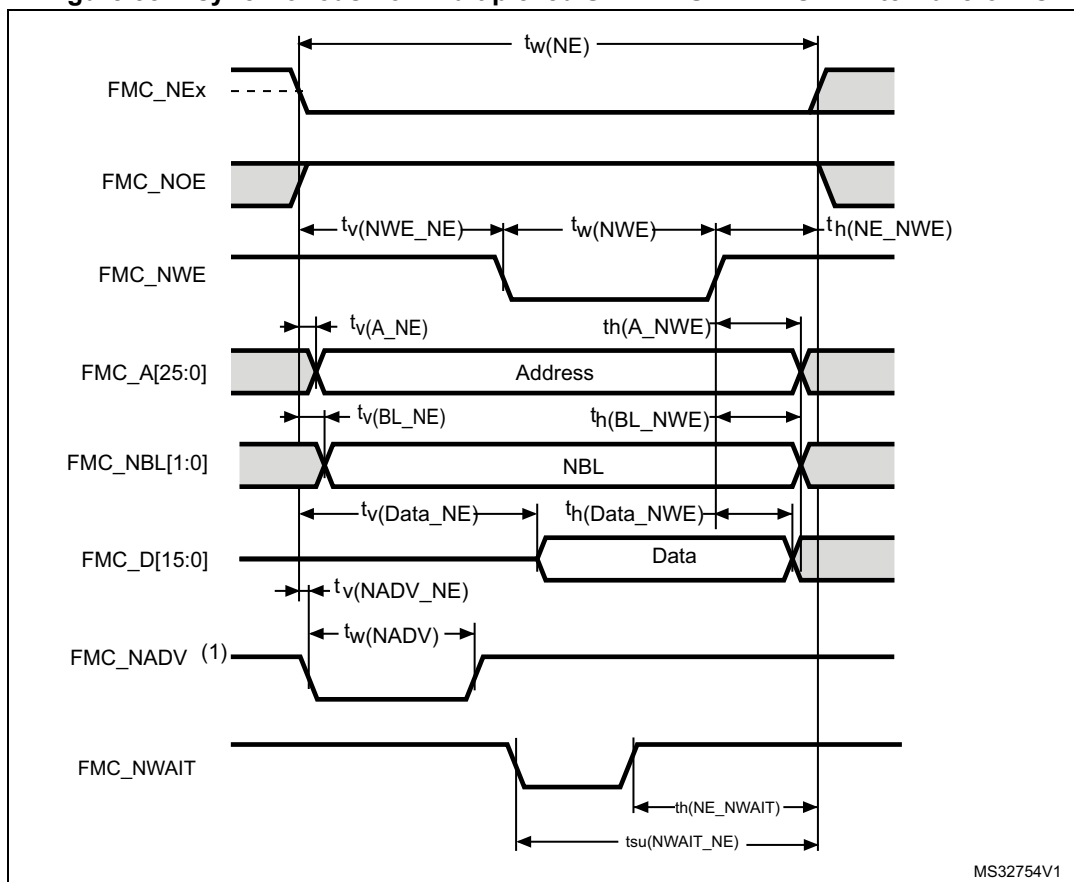 tw(NE)
FMC_NEx
FMC_NOE
tv(NWE_NE)
tw(NWE)
th(NE_NWE)
FMC_NWE
tv(A_NE)
th(A_NWE)
FMC_A[25:0]
Address
tv(BL_NE)
th(BL_NWE)
FMC_NBL[1:0]
NBL
tv(Data_NE)
th(Data_NWE)
FMC_D[15:0]
Data
tv(NADV_NE)
tw(NADV)
FMC_NADV (1)
FMC_NWAIT
th(NE_NWAIT)
tsu(NWAIT_NE)
MS32754V1